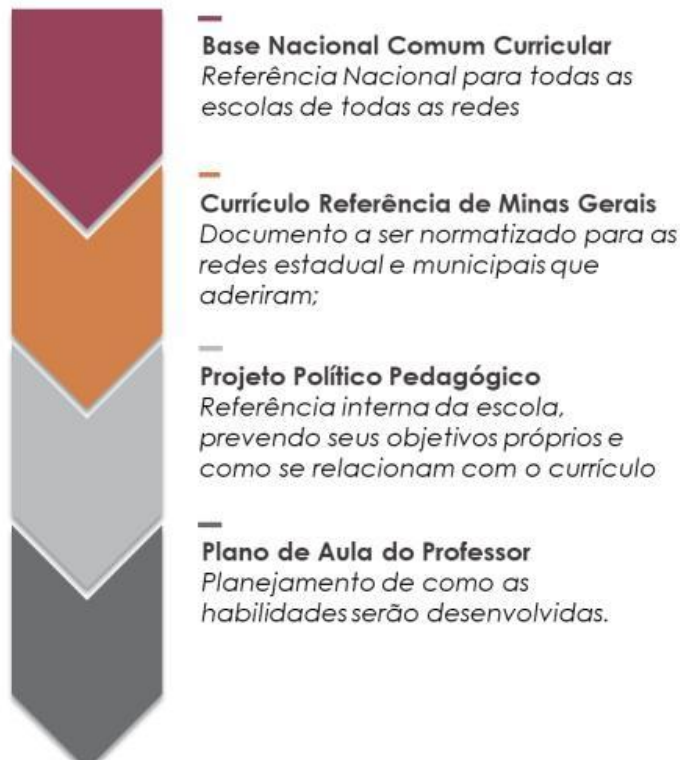 Base Nacional Comum Curricular
Referência Nacional para todas as
escolas de todas as redes
Currículo Referência de Minas Gerais
Documento a ser normatizado para as
redes estadual e municipais que
aderiram;
Projeto Político Pedagógico
Referência interna da escola,
prevendo seus objetivos próprios e
como se relacionam com o currículo
Plano de Aula do Professor
Planejamento de como as
habilidades serão desenvolvidas.